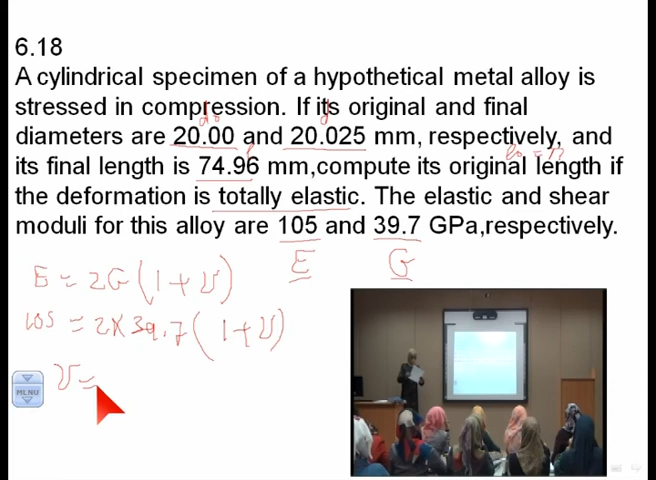 6.18
A cylindrical specimen of a hypothetical metal alloy is
stressed in compression. If its original and final
do d
diameters are 20.00 and 20.025 mm, respectively, and
its final length is 74.96 mm,compute its original length if
the deformation is totally elastic. The elastic and shear
moduli for this alloy are 105 and 39.7 GPa,respectively.
E G
E = 2G (1+ υ)
105 = 2×39.7 (1+υ)
υ=
MENU